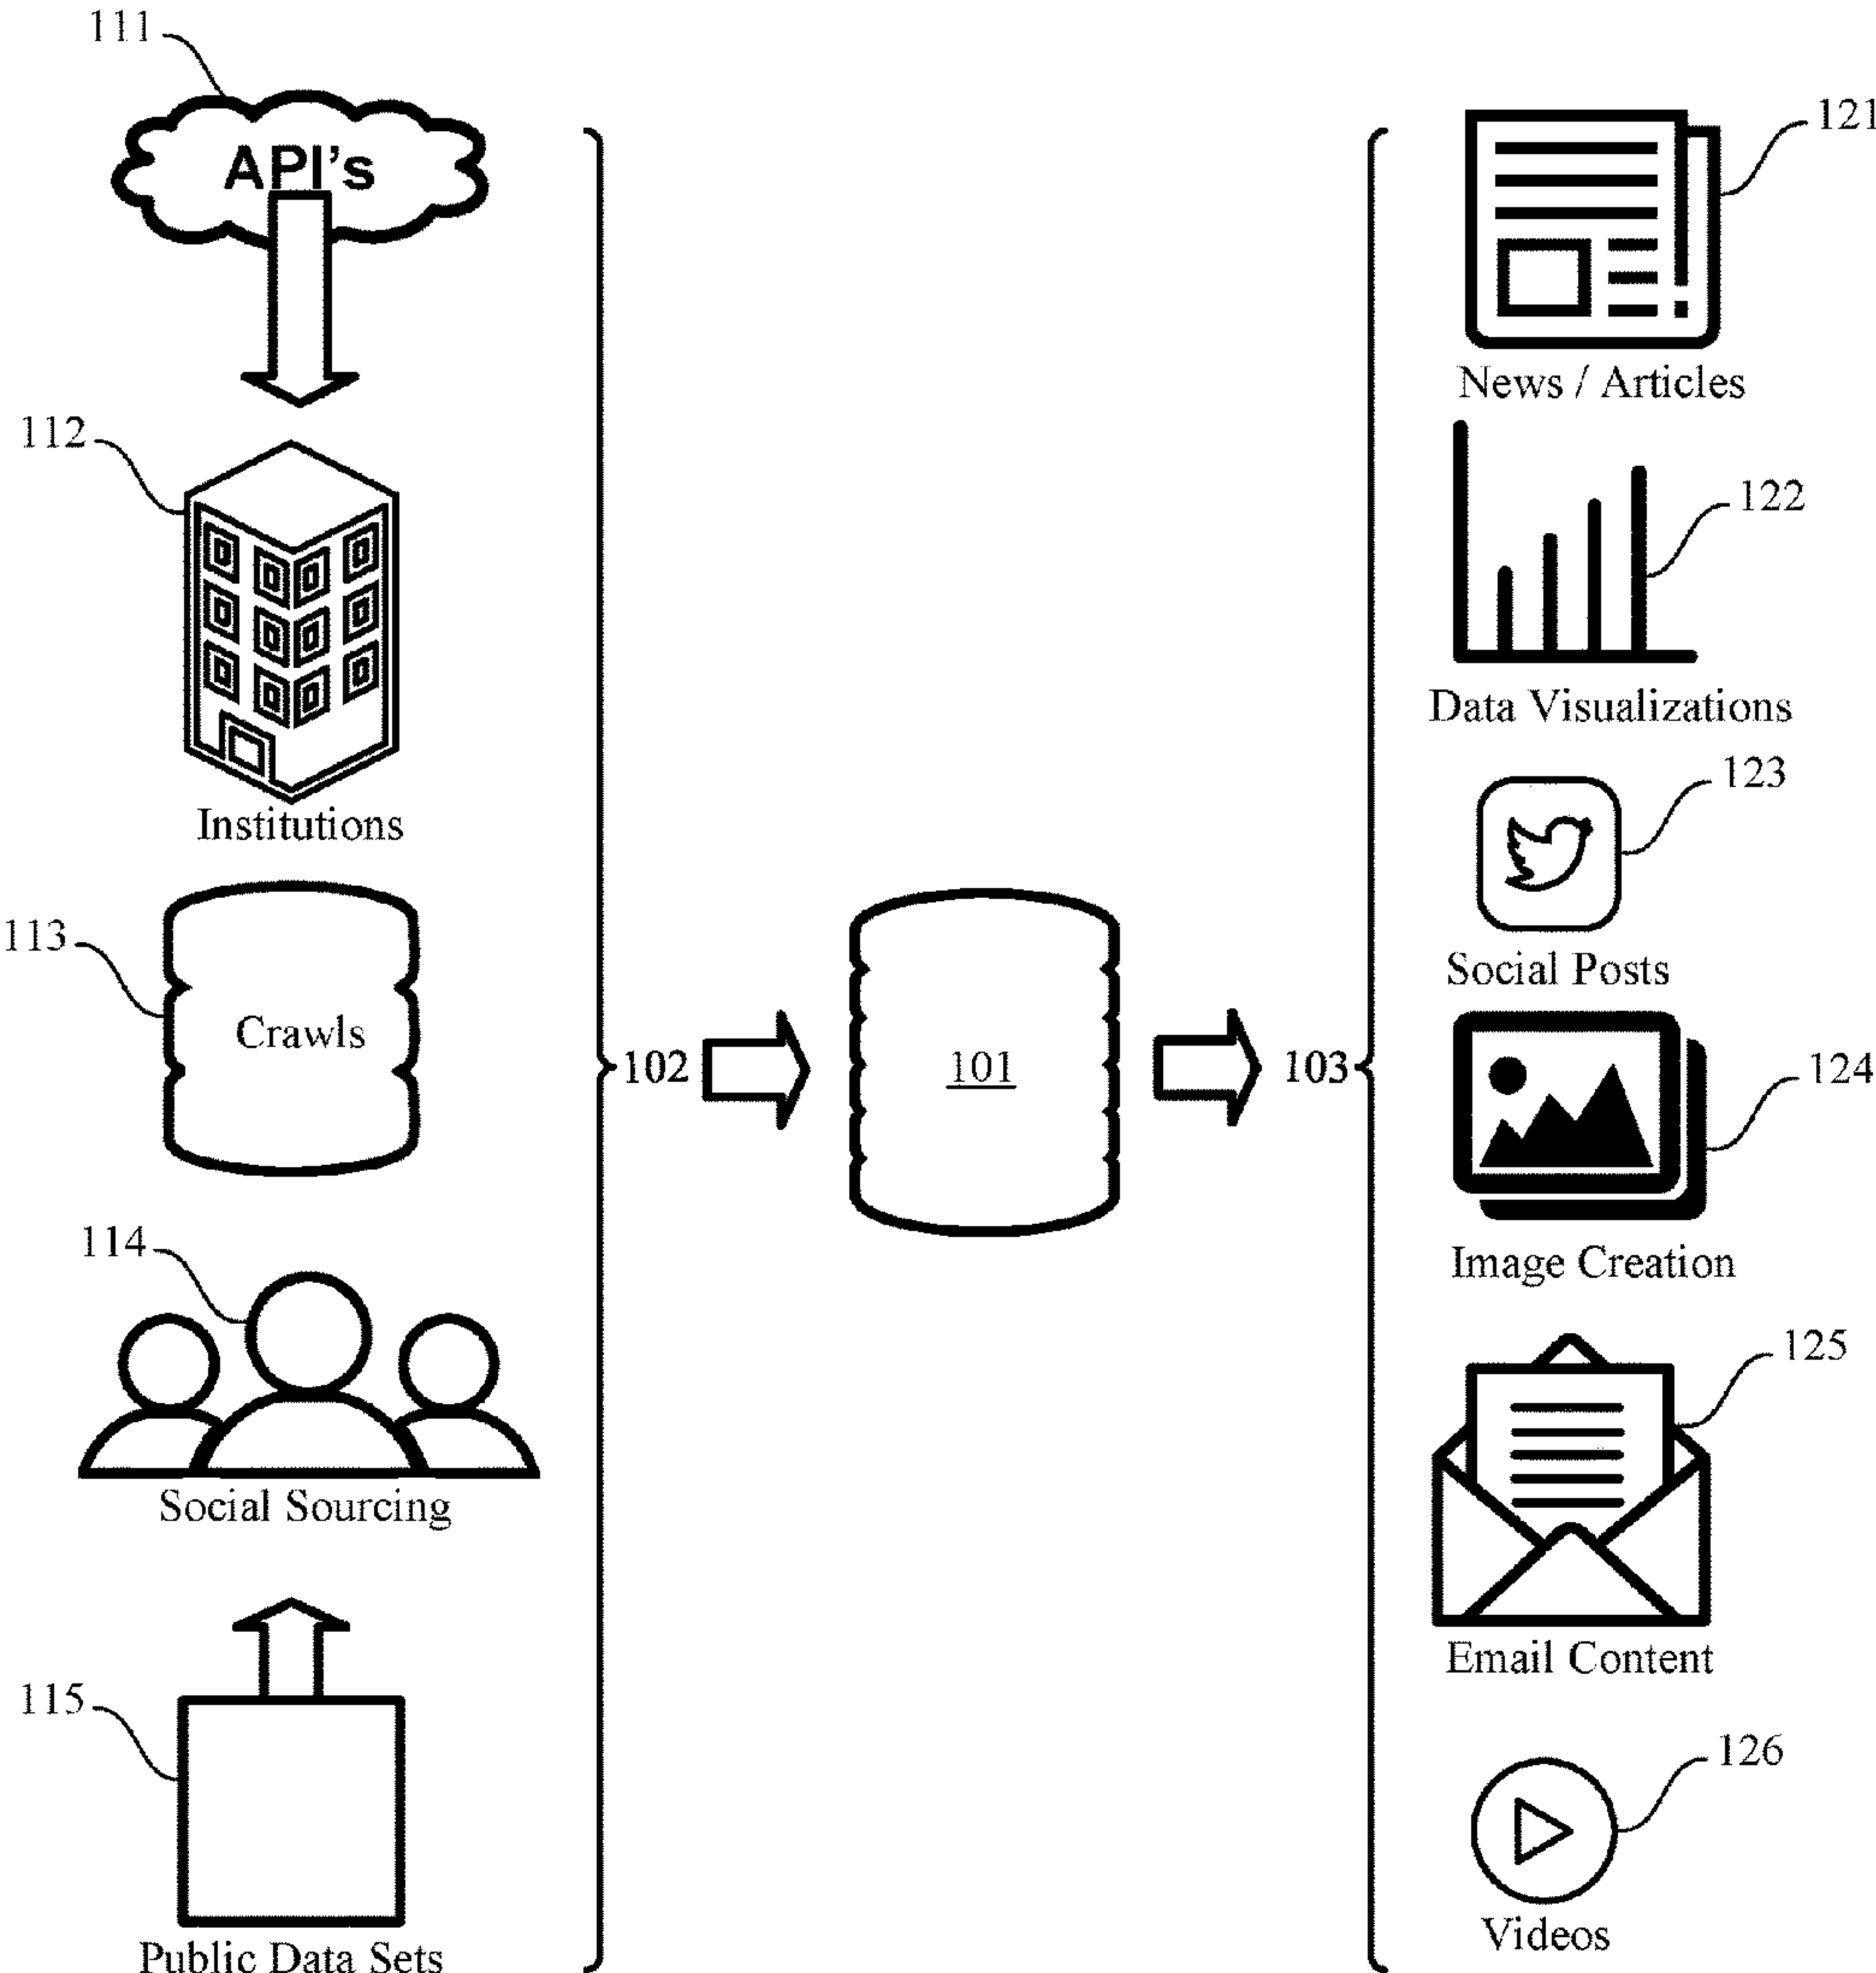 111
API's
112
Institutions
113
Crawls
114
Social Sourcing
115
Public Data Sets
102
101
103
121
News / Articles
122
Data Visualizations
123
Social Posts
124
Image Creation
125
Email Content
126
Videos